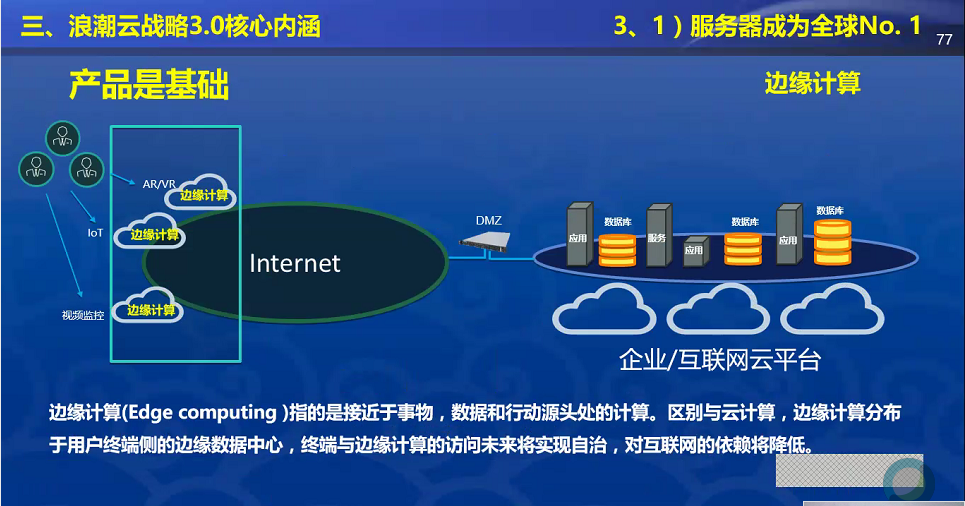 三、浪潮云战略3.0核心内涵
3、1）服务器成为全球No. 1
77
产品是基础
边缘计算
AR/VR
边缘计算
IoT
边缘计算
视频监控
边缘计算
Internet
DMZ
应用
数据库
服务
应用
数据库
应用
数据库
企业/互联网云平台
边缘计算(Edge computing )指的是接近于事物，数据和行动源头处的计算。区别与云计算，边缘计算分布
于用户终端侧的边缘数据中心，终端与边缘计算的访问未来将实现自治，对互联网的依赖将降低。